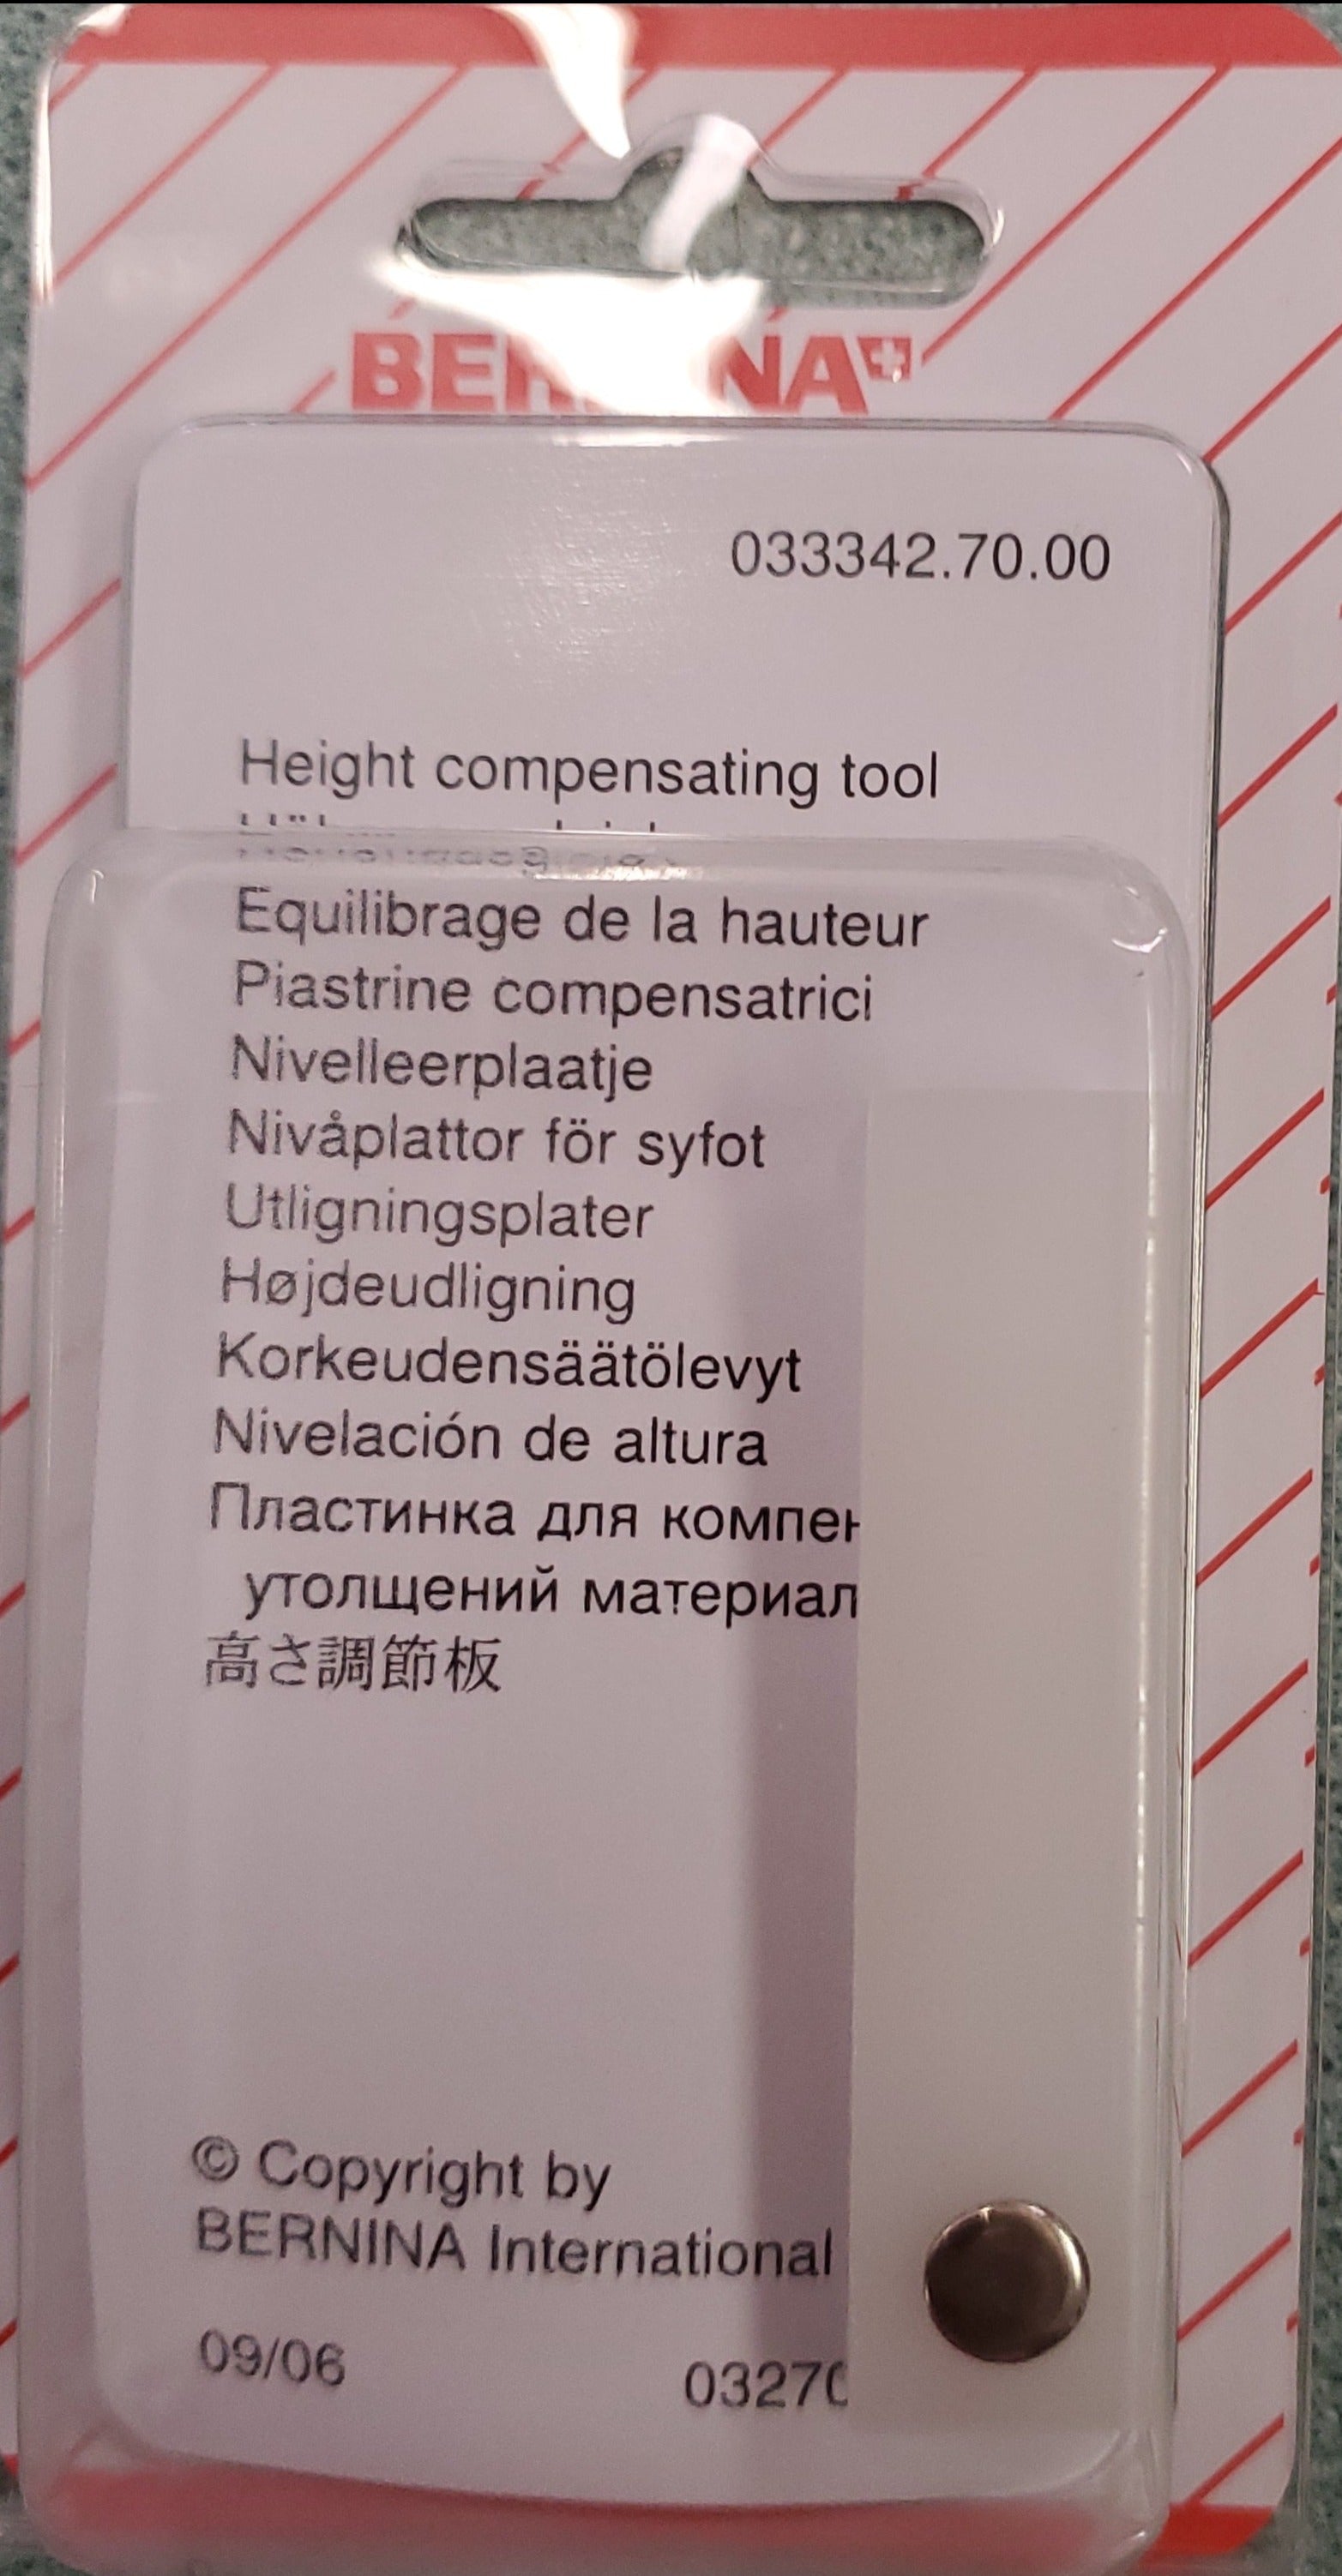 BERNINA
033342.70.00
Height compensating tool
Equilibrage de la hauteur
Piastrine compensatrici
Nivelleerplaatje
Nivåplattor för syfot
Utligningsplater
Højdeudligning
Korkeudensäätölevyt
Nivelación de altura
Пластинка для
утолщений материал
高さ調節板
© Copyright by
BERNINA International
09/06